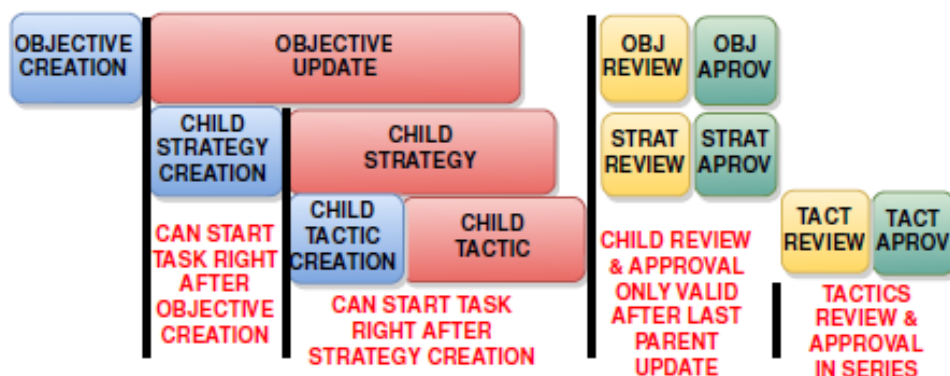 OBJECTIVE
CREATION
OBJECTIVE
UPDATE
OBJ
REVIEW
OBJ
APROV
CHILD
STRATEGY
CREATION
CHILD
STRATEGY
STRAT
REVIEW
STRAT
APROV
CHILD
TACTIC
CREATION
CHILD
TACTIC
TACT
REVIEW
TACT
APROV
CAN START
TASK RIGHT
AFTER
OBJECTIVE
CREATION
CAN START TASK
RIGHT AFTER
STRATEGY CREATION
CHILD REVIEW
& APPROVAL
ONLY VALID
AFTER LAST
PARENT
UPDATE
TACTICS
REVIEW &
APPROVAL
IN SERIES